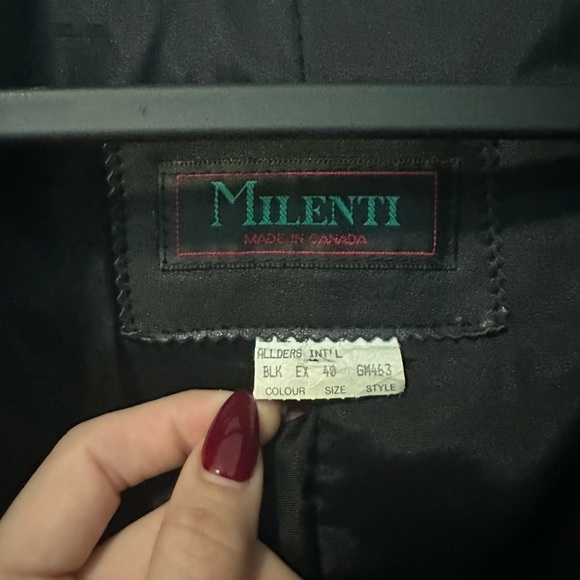 MILENTI
MADE IN CANADA
ALLDERS INT'L
BLK EX 40 GM463
COLOUR SIZE STYLE